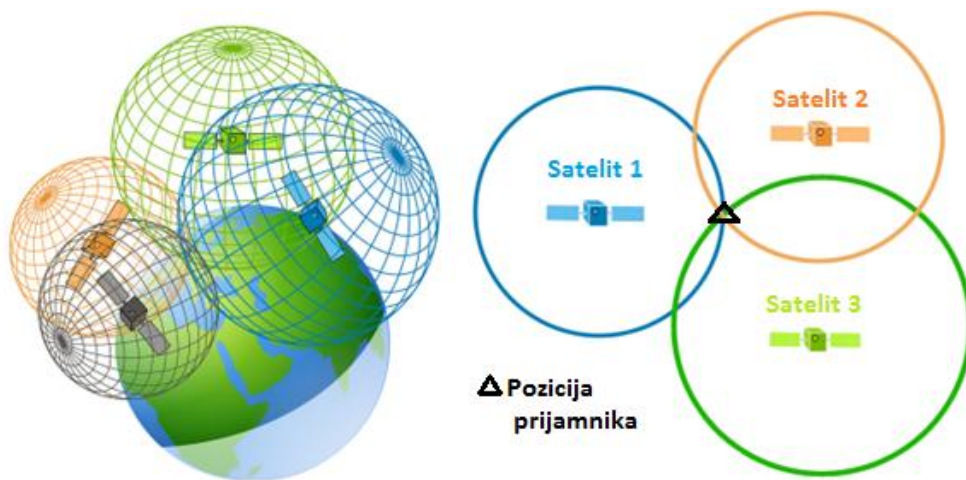 Satelit 2
Satelit 1
Satelit 3
Pozicija
prijamnika